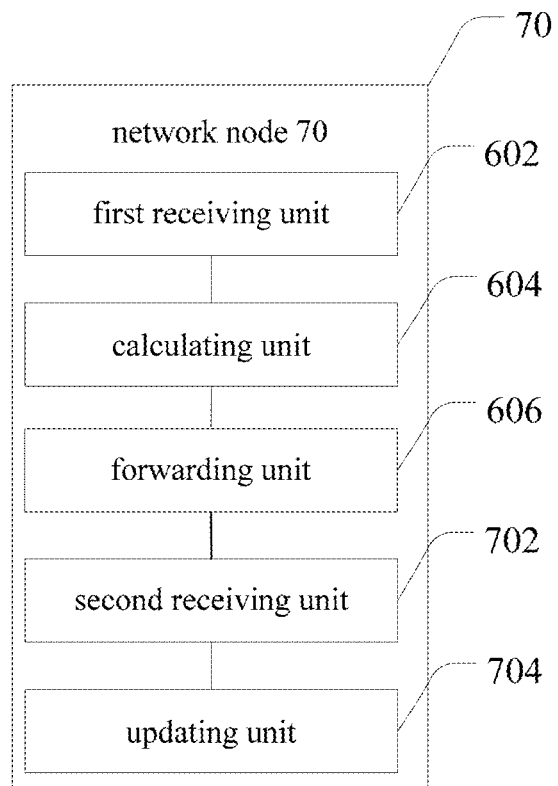 70
network node 70
602
first receiving unit
604
calculating unit
606
forwarding unit
702
second receiving unit
704
updating unit